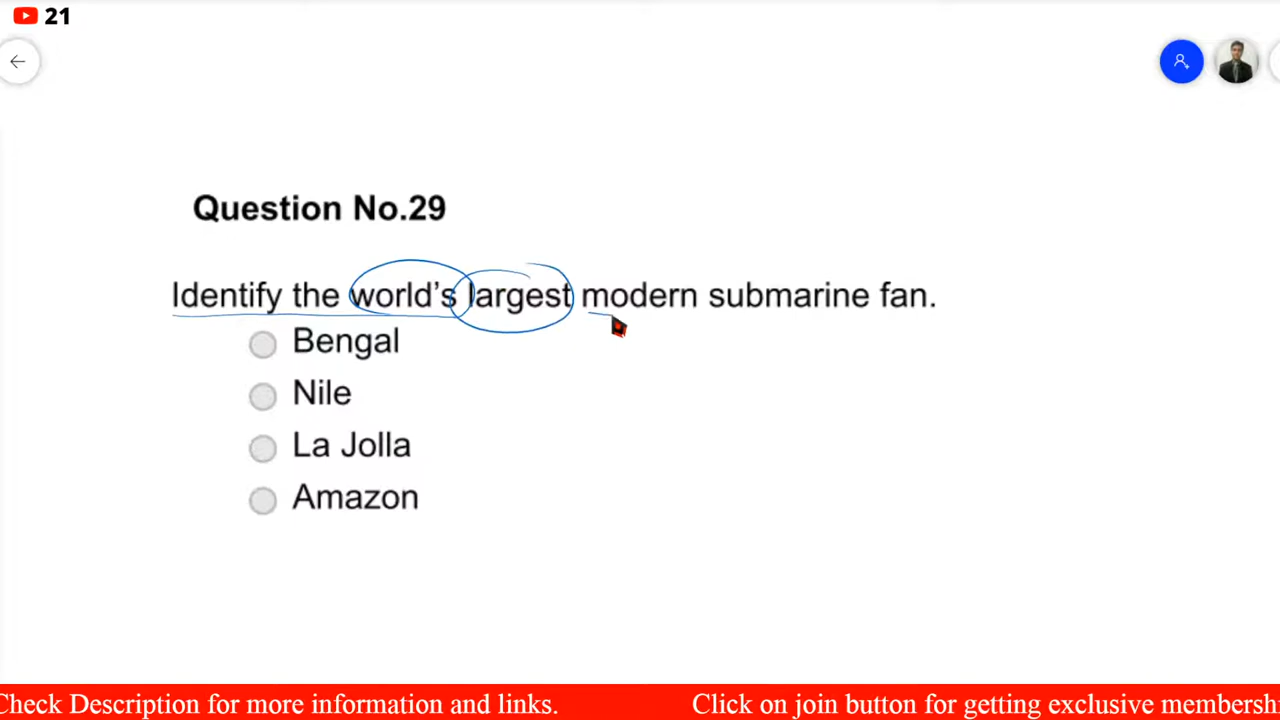 21
Question No.29
Identify the world's largest modern submarine fan.
Bengal
Nile
La Jolla
Amazon
Check Description for more information and links. Click on join button for getting exclusive membersh